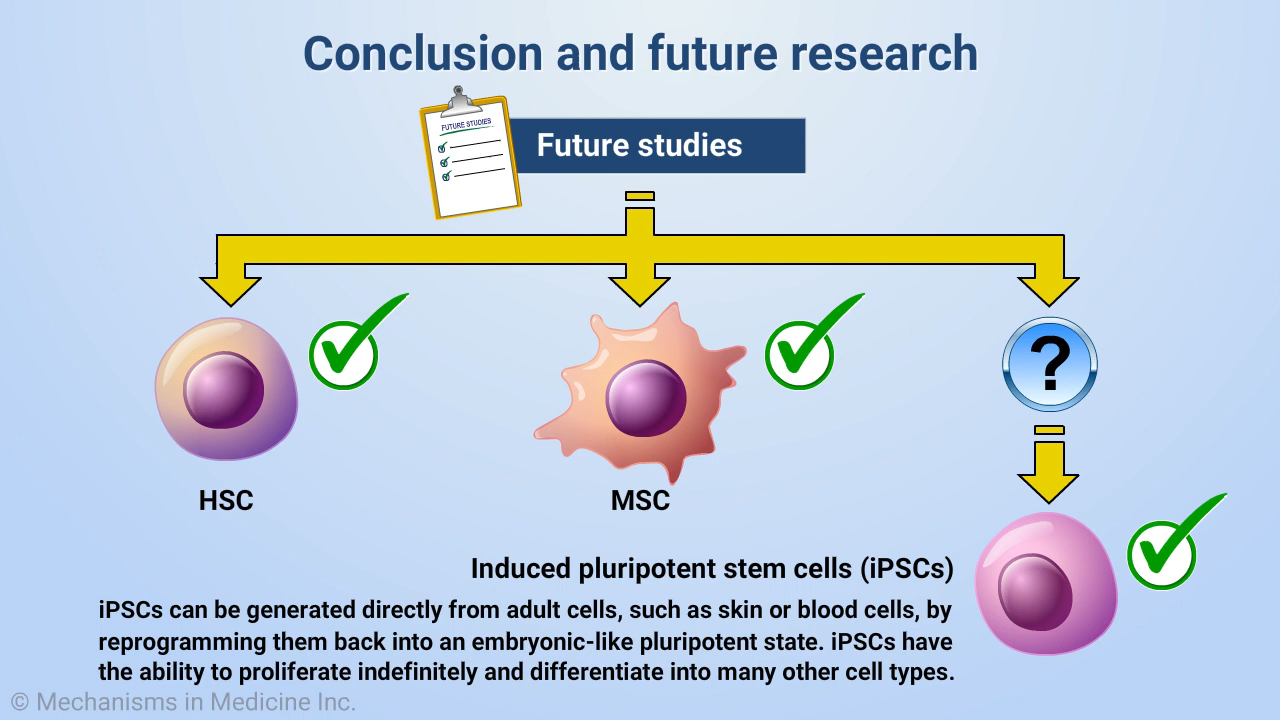 Conclusion and future research
FUTURE STUDIES
Future studies
?
HSC
MSC
Induced pluripotent stem cells (iPSCs)
iPSCs can be generated directly from adult cells, such as skin or blood cells, by
reprogramming them back into an embryonic-like pluripotent state. iPSCs have
the ability to proliferate indefinitely and differentiate into many other cell types.
© Mechanisms in Medicine Inc.